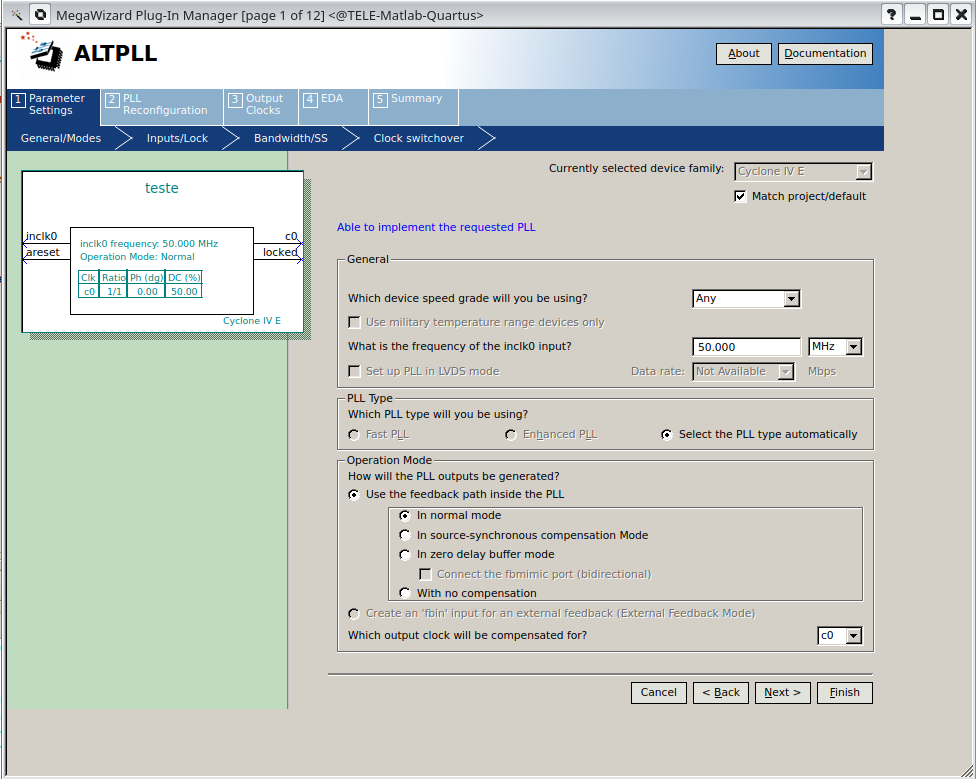 MegaWizard Plug-In Manager [page 1 of 12] <@TELE-Matlab-Quartus>
ALTPLL
About
Documentation
1 Parameter Settings
2 PLL Reconfiguration
3 Output Clocks
4 EDA
5 Summary
General/Modes
Inputs/Lock
Bandwidth/SS
Clock switchover
teste
inclk0
areset
c0
locked
inclk0 frequency: 50.000 MHz
Operation Mode: Normal
Clk Ratio Ph (dg) DC (%)
c0 1/1 0.00 50.00
Cyclone IV E
Currently selected device family: Cyclone IV E
Match project/default
Able to implement the requested PLL
General
Which device speed grade will you be using? Any
Use military temperature range devices only
What is the frequency of the inclk0 input? 50.000 MHz
Set up PLL in LVDS mode Data rate: Not Available Mbps
PLL Type
Which PLL type will you be using?
Fast PLL Enhanced PLL Select the PLL type automatically
Operation Mode
How will the PLL outputs be generated?
Use the feedback path inside the PLL
In normal mode
In source-synchronous compensation Mode
In zero delay buffer mode
Connect the fbmimic port (bidirectional)
With no compensation
Create an 'fbin' input for an external feedback (External Feedback Mode)
Which output clock will be compensated for? c0
Cancel
< Back
Next >
Finish